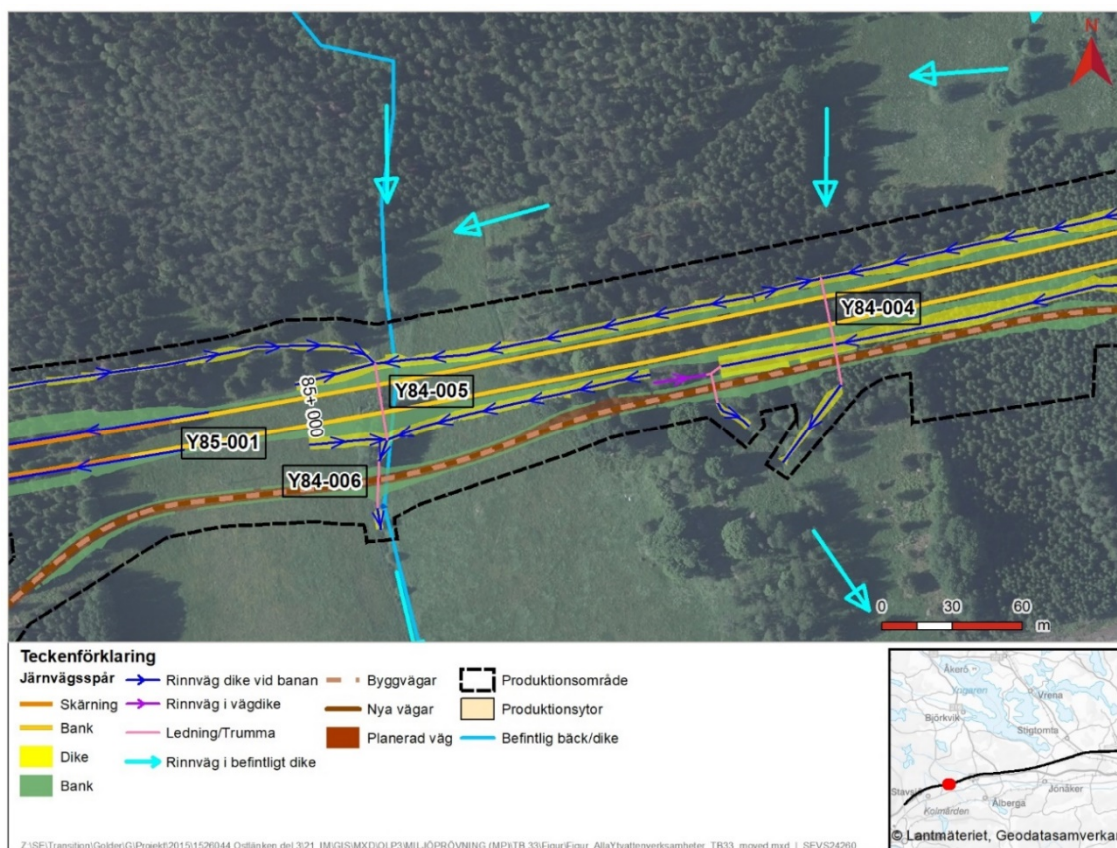 N
Y84-004
Y84-005
85+000
Y85-001
Y84-006
0 30 60
m
Teckenförklaring
Järnvägsspår
Skärning
Bank
Dike
Bank
Rinnväg dike vid banan
Rinnväg i vägdike
Ledning/Trumma
Rinnväg i befintligt dike
Byggvägar
Nya vägar
Planerad väg
Produktionsområde
Produktionsytor
Befintlig bäck/dike
Åkerö
Yngaren
Vrena
Björkvik
Stigtomta
Stavsjö
Jönåker
Ålberga
Kolmården
© Lantmäteriet, Geodatasamverkan